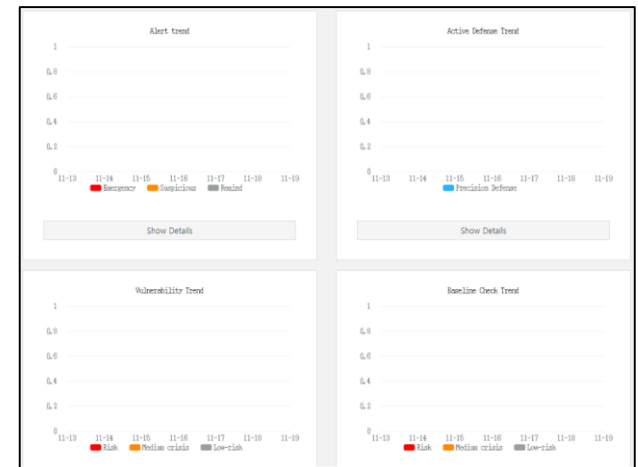 Alert trend
1
0.8
0.6
0.4
0.2
0
11-13 11-14 11-15 11-16 11-17 11-18 11-19
Emergency Suspicious Remind
Show Details
Active Defense Trend
1
0.8
0.6
0.4
0.2
0
11-13 11-14 11-15 11-16 11-17 11-18 11-19
Precision Defense
Show Details
Vulnerability Trend
1
0.8
0.6
0.4
0.2
0
11-13 11-14 11-15 11-16 11-17 11-18 11-19
Risk Medium crisis Low-risk
Baseline Check Trend
1
0.8
0.6
0.4
0.2
0
11-13 11-14 11-15 11-16 11-17 11-18 11-19
Risk Medium crisis Low-risk